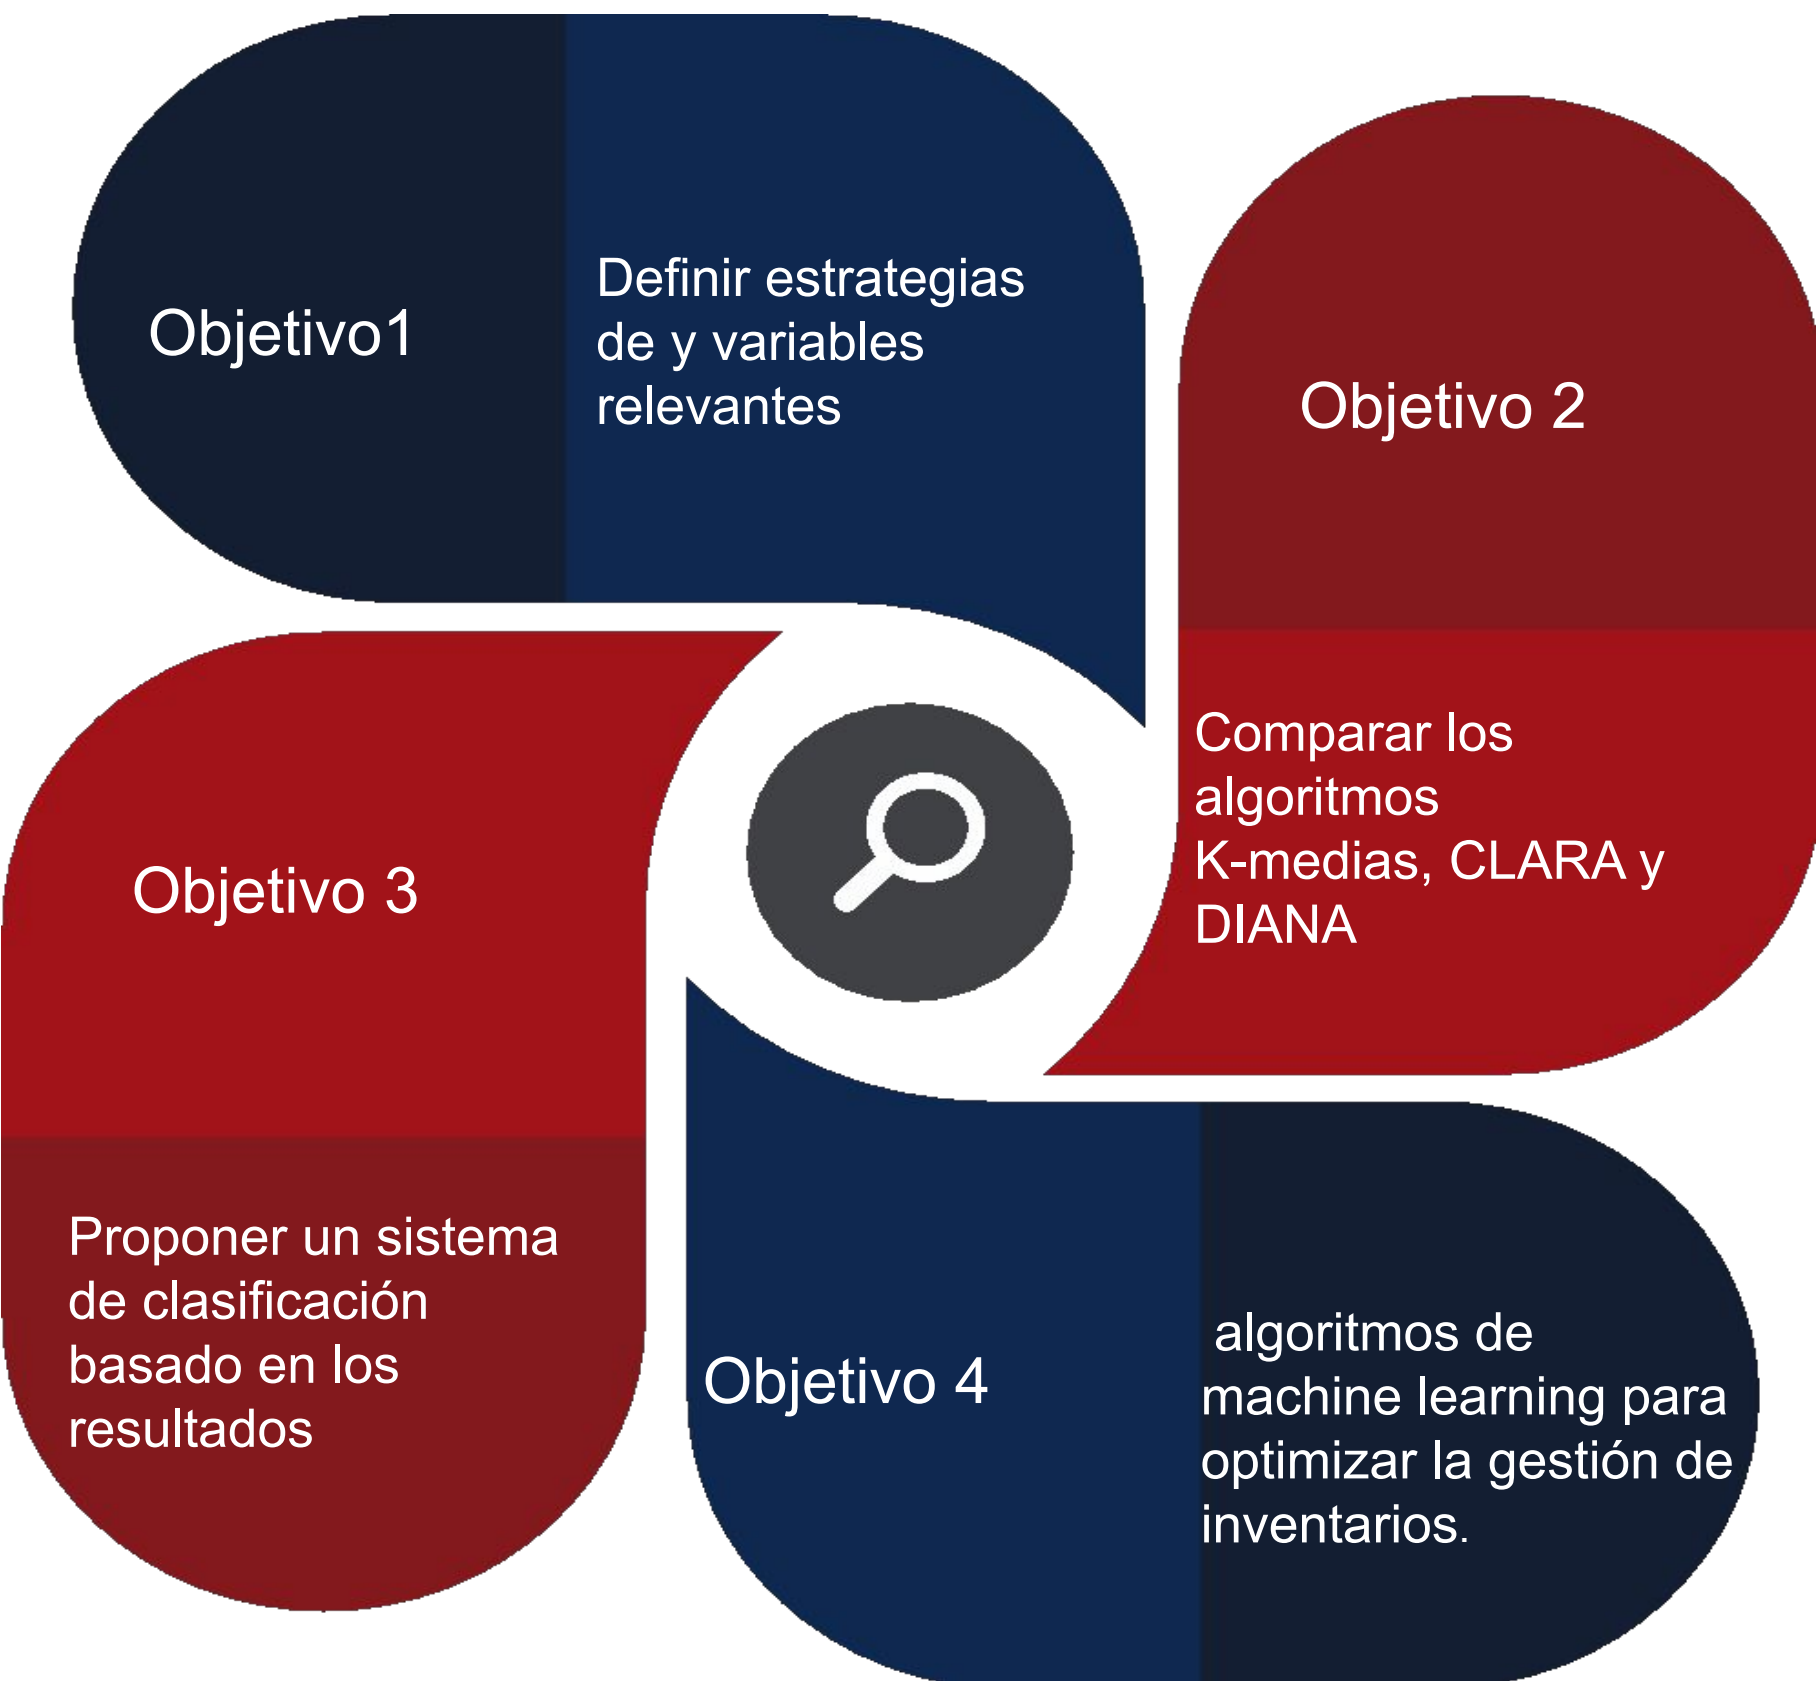 Objetivo1
Definir estrategias
de y variables
relevantes
Objetivo 2
Comparar los
algoritmos
K-medias, CLARA y
DIANA
Objetivo 3
Proponer un sistema
de clasificación
basado en los
resultados
Objetivo 4
algoritmos de
machine learning para
optimizar la gestión de
inventarios.